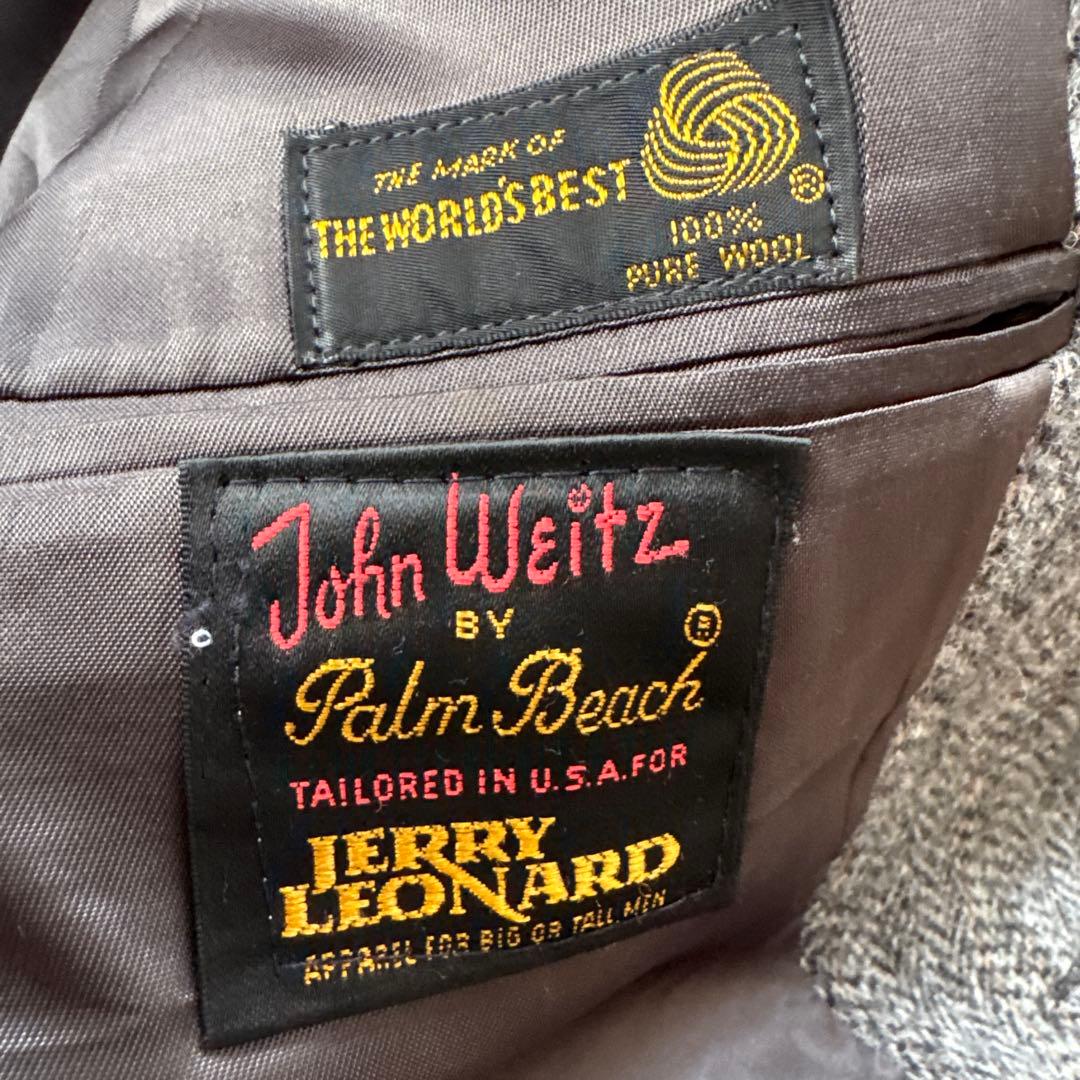 THE MARK OF
THE WORLD'S BEST
®
100%
PURE WOOL
John Weitz
BY
®
Palm Beach
TAILORED IN U.S.A. FOR
JERRY
LEONARD
APPAREL FOR BIG OR TALL MEN